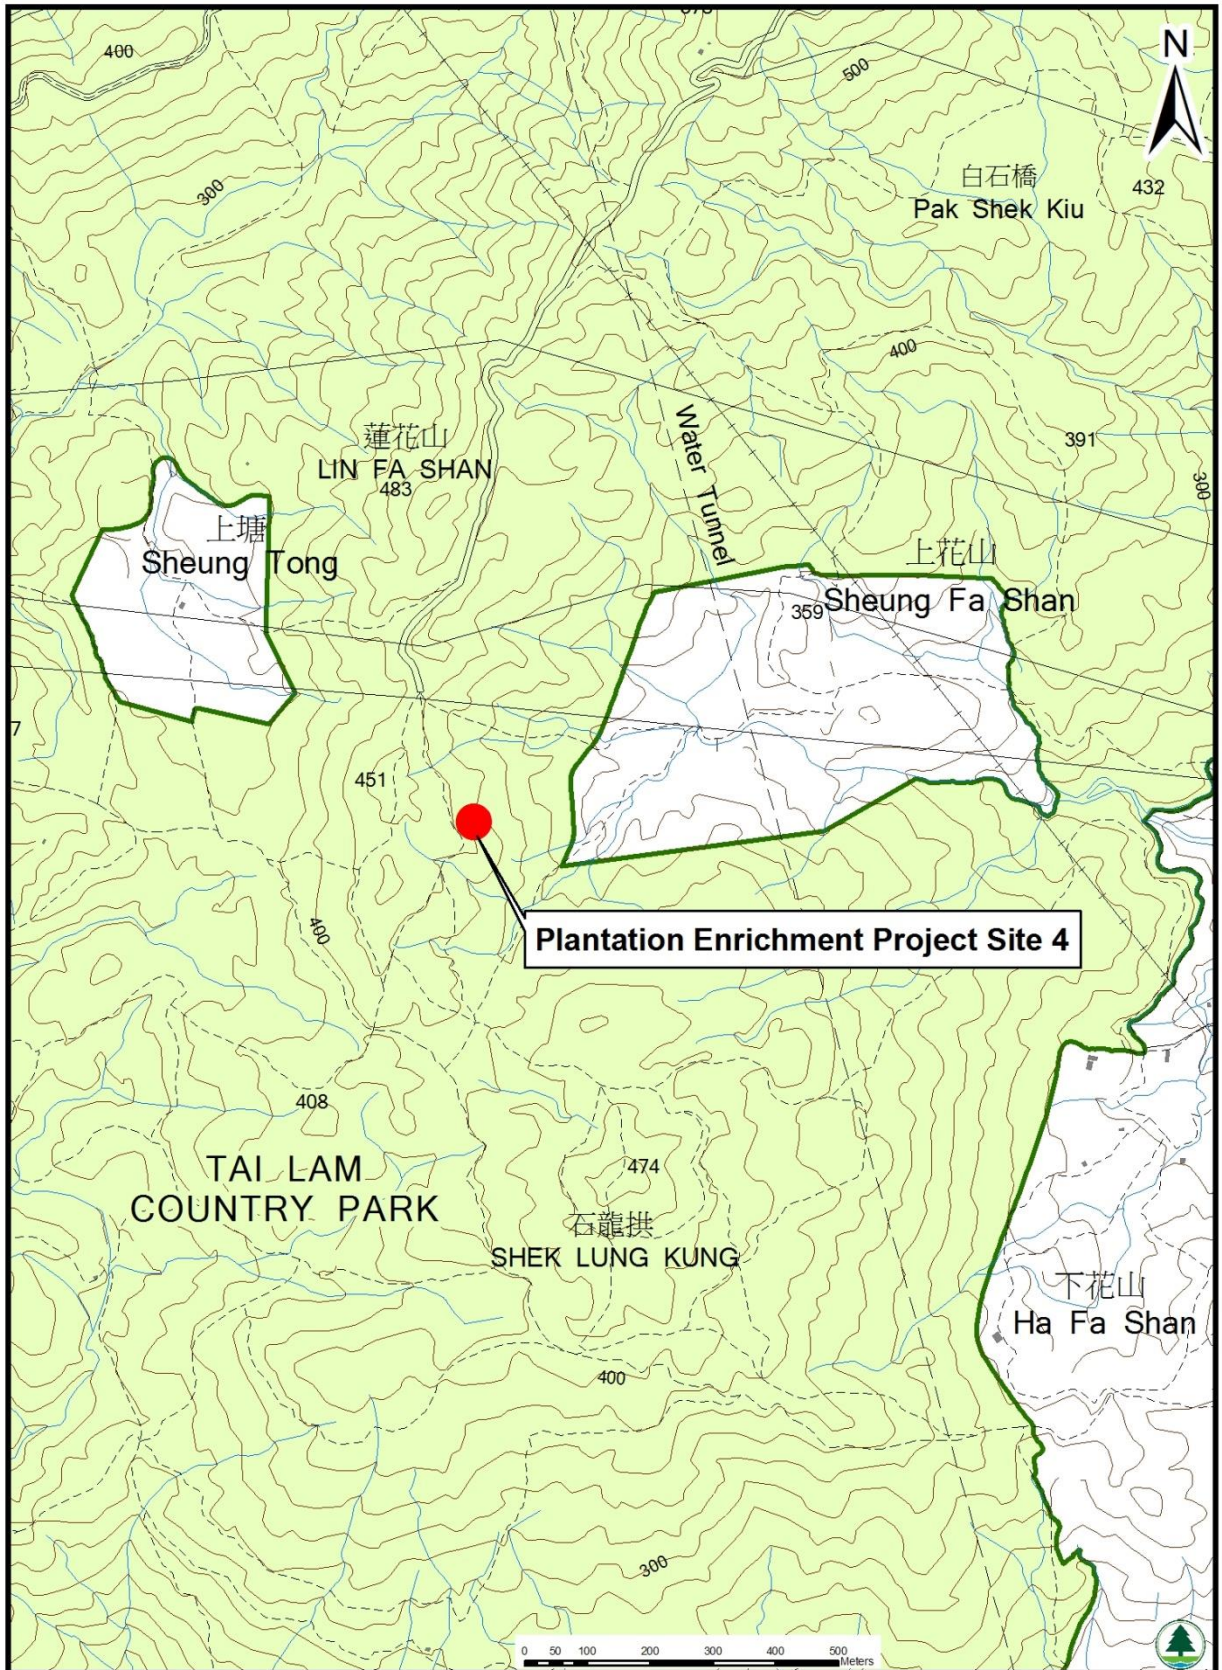 400
500
N
300
白石橋
Pak Shek Kiu
432
400
Water Tunnel
391
蓮花山
LIN FA SHAN
483
300
上塘
Sheung Tong
上花山
Sheung Fa Shan
359
7
451
Plantation Enrichment Project Site 4
400
408
TAI LAM
COUNTRY PARK
474
石龍拱
SHEK LUNG KUNG
下花山
Ha Fa Shan
400
300
0 50 100 200 300 400 500
Meters